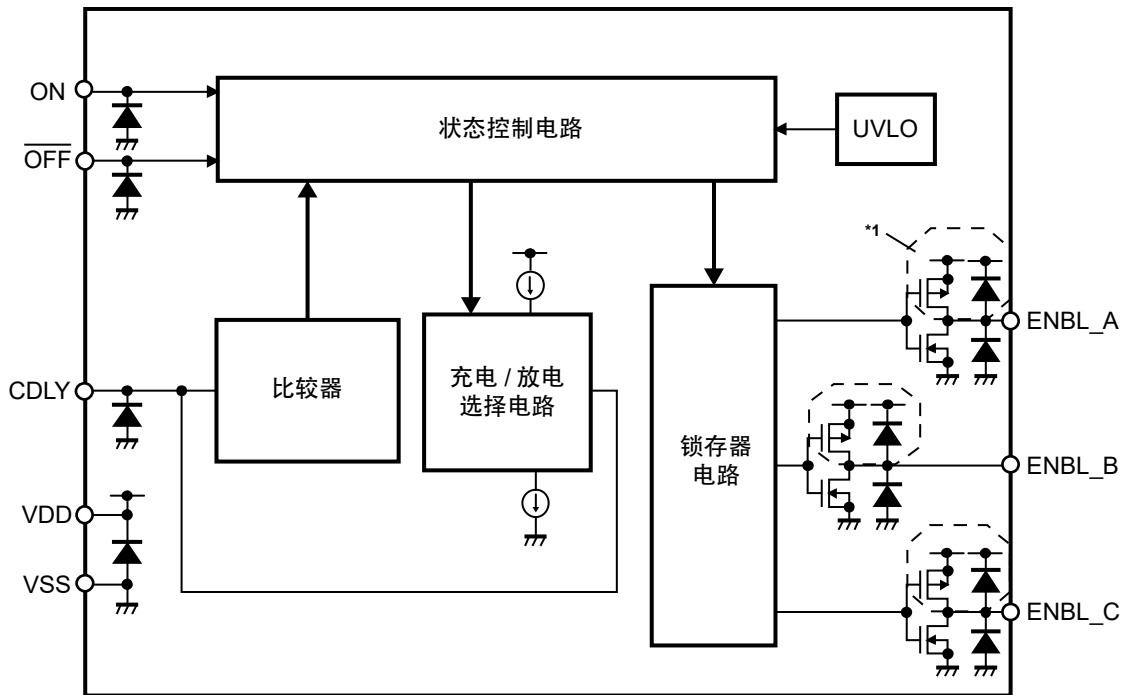 ON
OFF
状态控制电路
UVLO
*1
ENBL_A
CDLY
比较器
充电 / 放电
选择电路
锁存器
电路
ENBL_B
VDD
VSS
ENBL_C